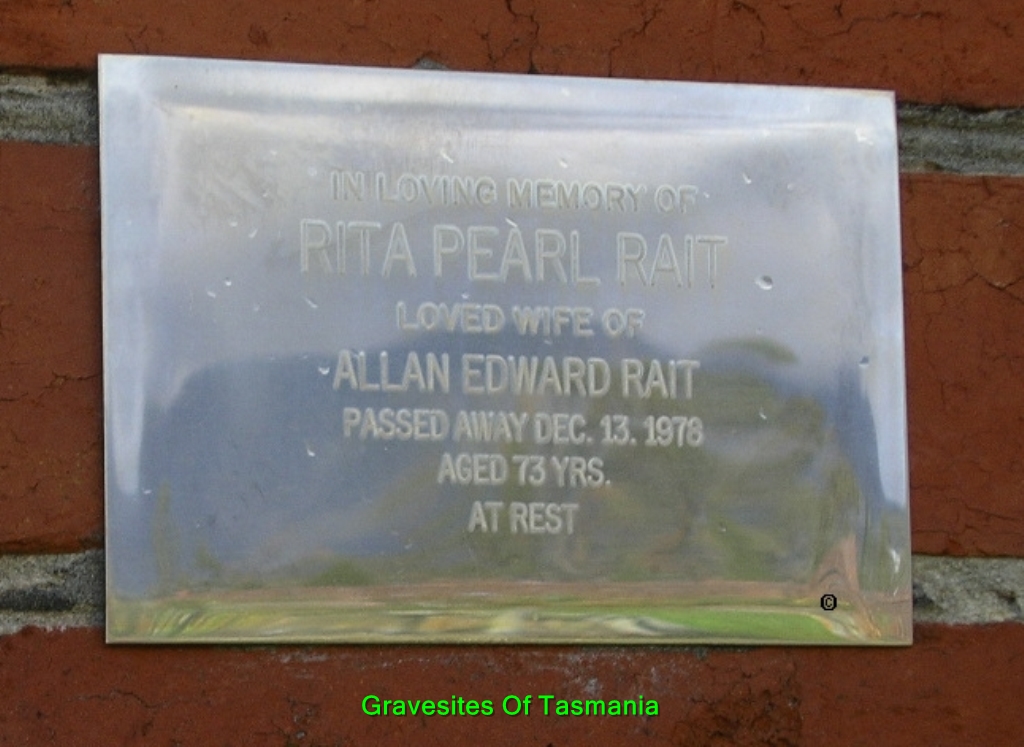 IN LOVING MEMORY OF
RITA PEARL RAIT
LOVED WIFE OF
ALLAN EDWARD RAIT
PASSED AWAY DEC. 13. 1978
AGED 73 YRS.
AT REST
©
Gravesites Of Tasmania